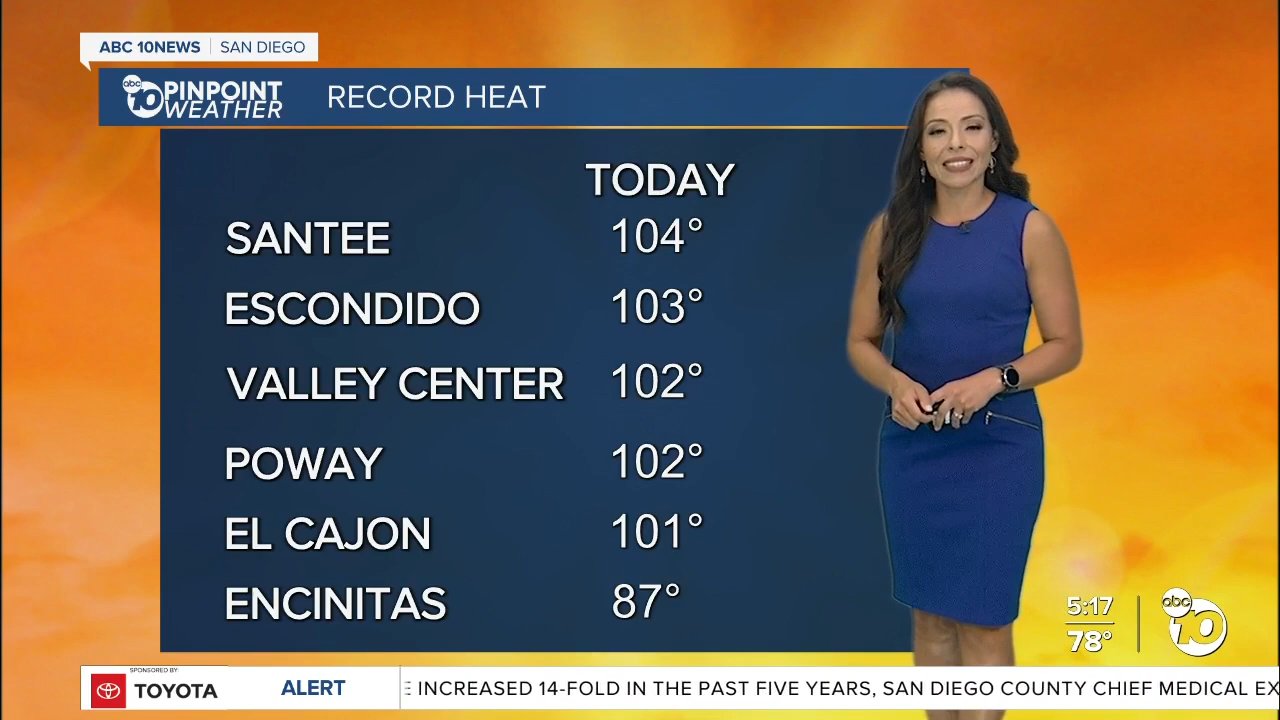 ABC 10NEWS | SAN DIEGO
abc 10 PINPOINT WEATHER
RECORD HEAT
TODAY
SANTEE 104°
ESCONDIDO 103°
VALLEY CENTER 102°
POWAY 102°
EL CAJON 101°
ENCINITAS 87°
5:17
78°
abc 10
SPONSORED BY:
TOYOTA
ALERT
INCREASED 14-FOLD IN THE PAST FIVE YEARS, SAN DIEGO COUNTY CHIEF MEDICAL EX